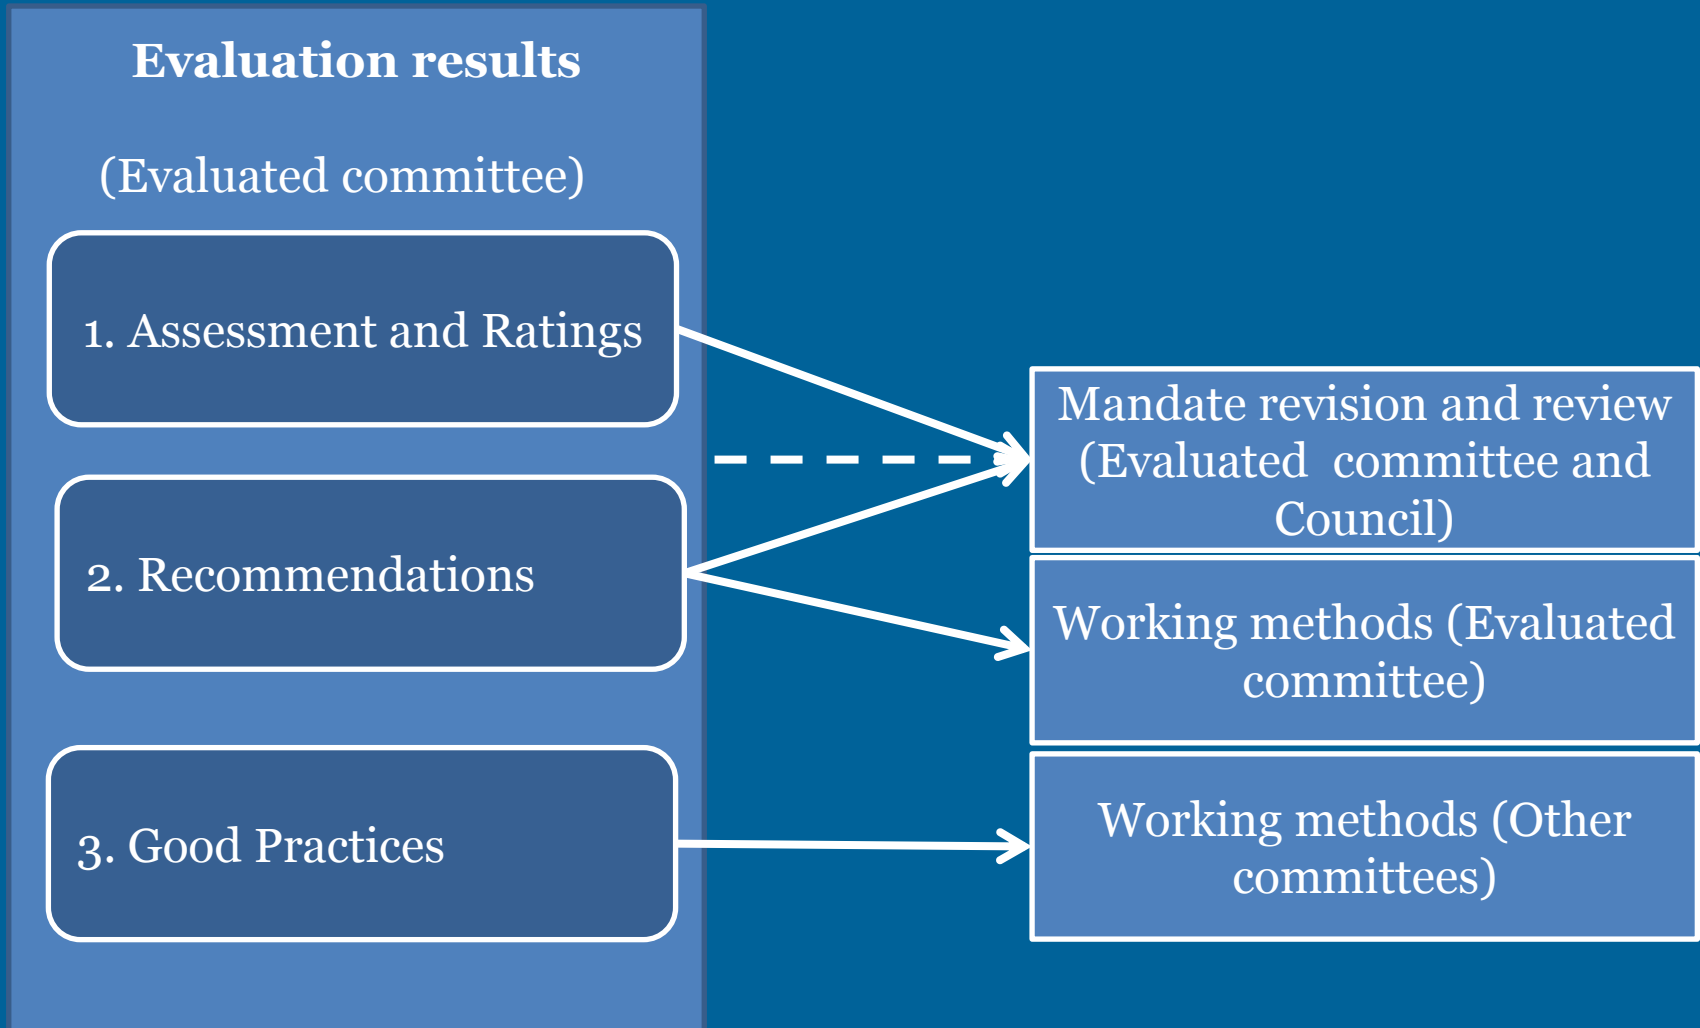 Evaluation results
(Evaluated committee)
1. Assessment and Ratings
2. Recommendations
3. Good Practices
Mandate revision and review
(Evaluated committee and
Council)
Working methods (Evaluated
committee)
Working methods (Other
committees)